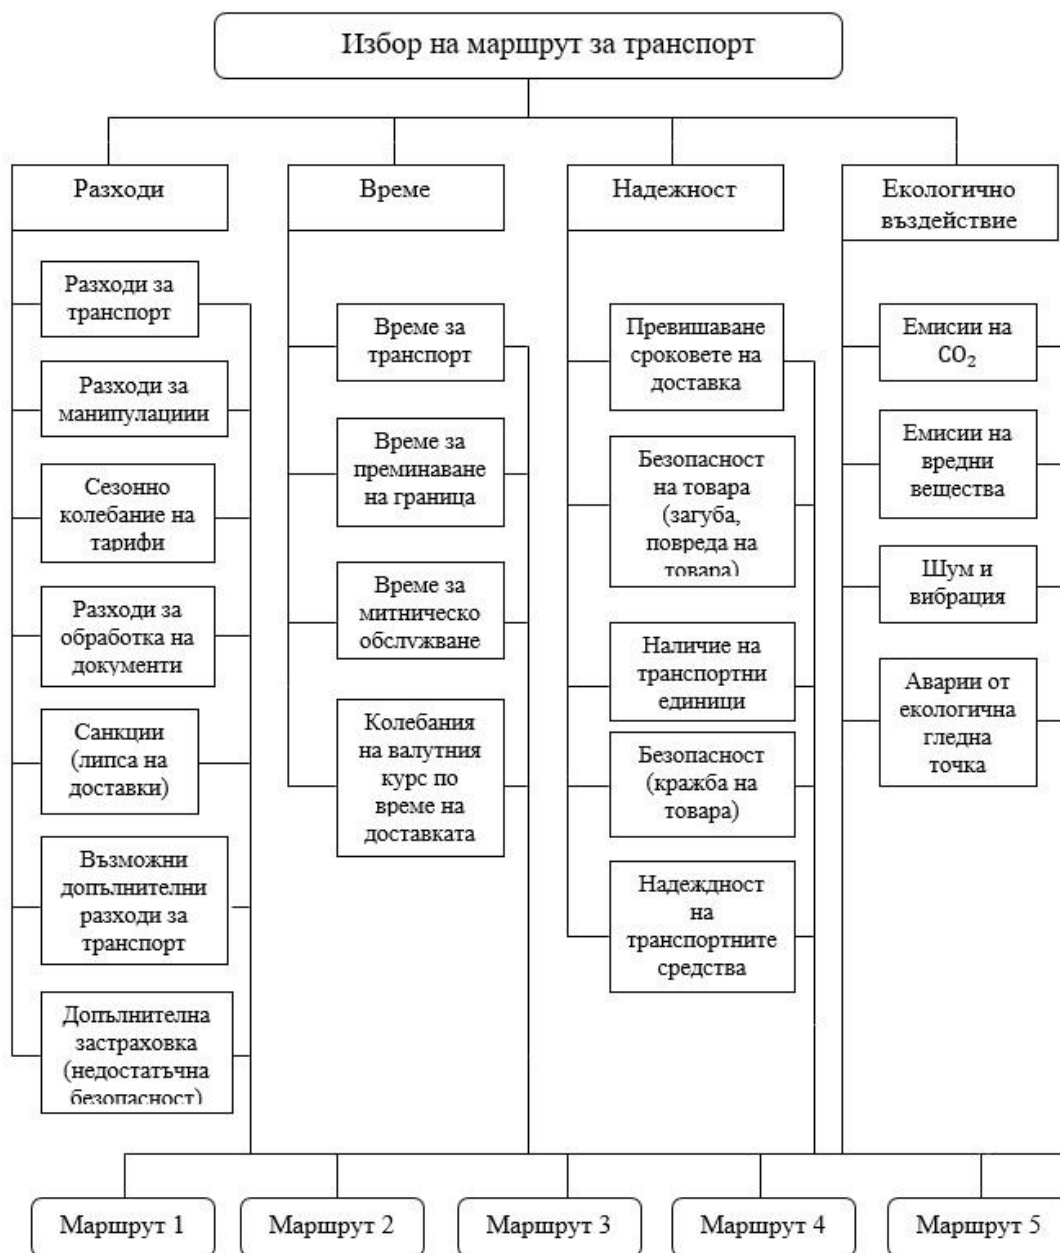 Избор на маршрут за транспорт
Разходи
Време
Надежност
Екологично
въздействие
Разходи за
транспорт
Разходи за
манипулациии
Сезонно
колебание на
тарифи
Разходи за
обработка на
документи
Санкции
(липса на
доставки)
Възможни
допълнителни
разходи за
транспорт
Допълнителна
застраховка
(недостатъчна
безопасност)
Време за
транспорт
Време за
преминаване
на граница
Време за
митническо
обслужване
Колебания
на валутния
курс по
време на
доставката
Превишаване
сроковете на
доставка
Безопасност
на товара
(загуба,
повреда на
товара)
Наличие на
транспортни
единици
Безопасност
(кражба на
товара)
Надеждност
на
транспортните
средства
Емисии на
CO₂
Емисии на
вредни
вещества
Шум и
вибрация
Аварии от
екологична
гледна
точка
Маршрут 1
Маршрут 2
Маршрут 3
Маршрут 4
Маршрут 5